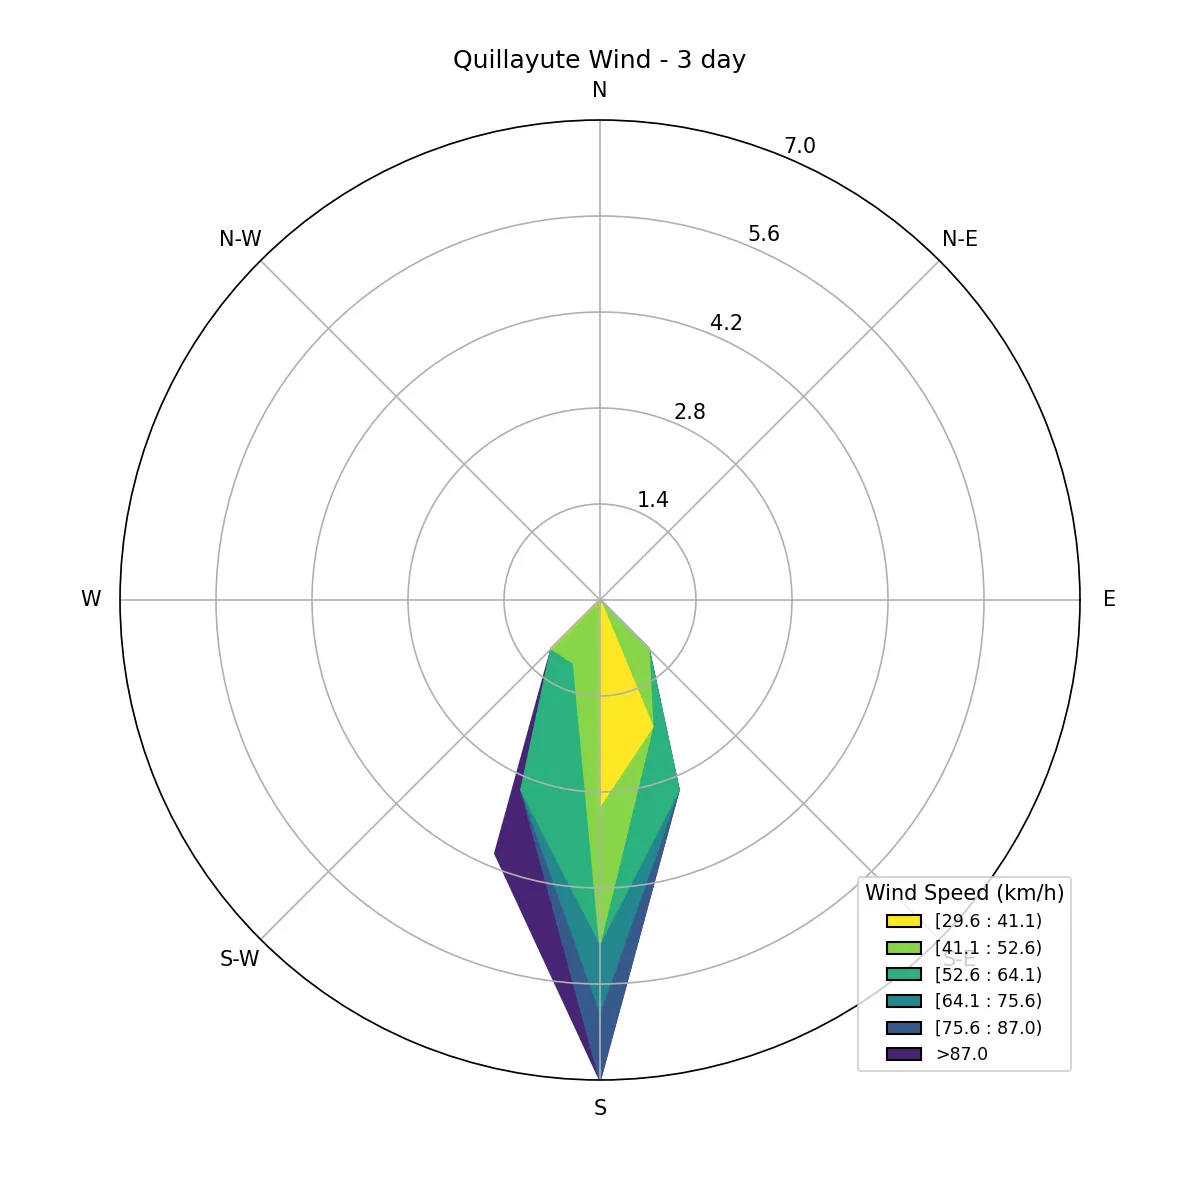 Quillayute Wind - 3 day
N
7.0
N-W
5.6
N-E
4.2
2.8
1.4
W
E
Wind Speed (km/h)
[29.6 : 41.1)
[41.1 : 52.6)
S-W
S-E
[52.6 : 64.1)
[64.1 : 75.6)
[75.6 : 87.0)
>87.0
S